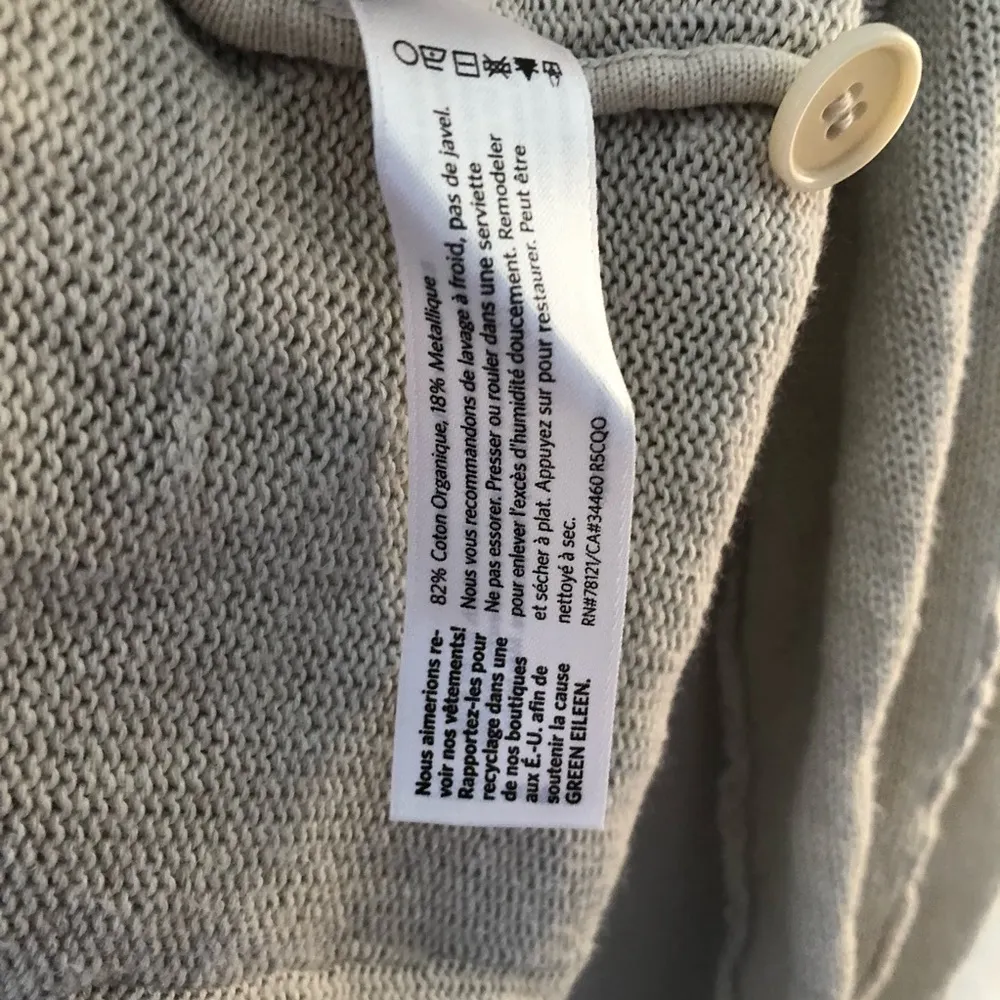 82% Coton Organique, 18% Metallique
Nous vous recommandons de lavage à froid, pas de javel.
Ne pas essorer. Presser ou rouler dans une serviette
pour enlever l'excès d'humidité doucement. Remodeler
et sécher à plat. Appuyez sur pour restaurer. Peut être
nettoyé à sec.
RN#78121/CA#34460 R5CQO
Nous aimerions re-
voir nos vêtements!
Rapportez-les pour
recyclage dans une
de nos boutiques
aux É.-U. afin de
soutenir la cause
GREEN EILEEN.